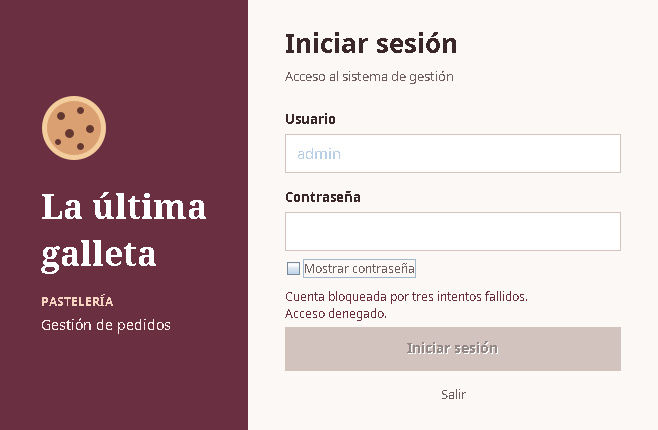 La última
galleta
PASTELERÍA
Gestión de pedidos
Iniciar sesión
Acceso al sistema de gestión
Usuario
admin
Contraseña
Mostrar contraseña
Cuenta bloqueada por tres intentos fallidos.
Acceso denegado.
Iniciar sesión
Salir